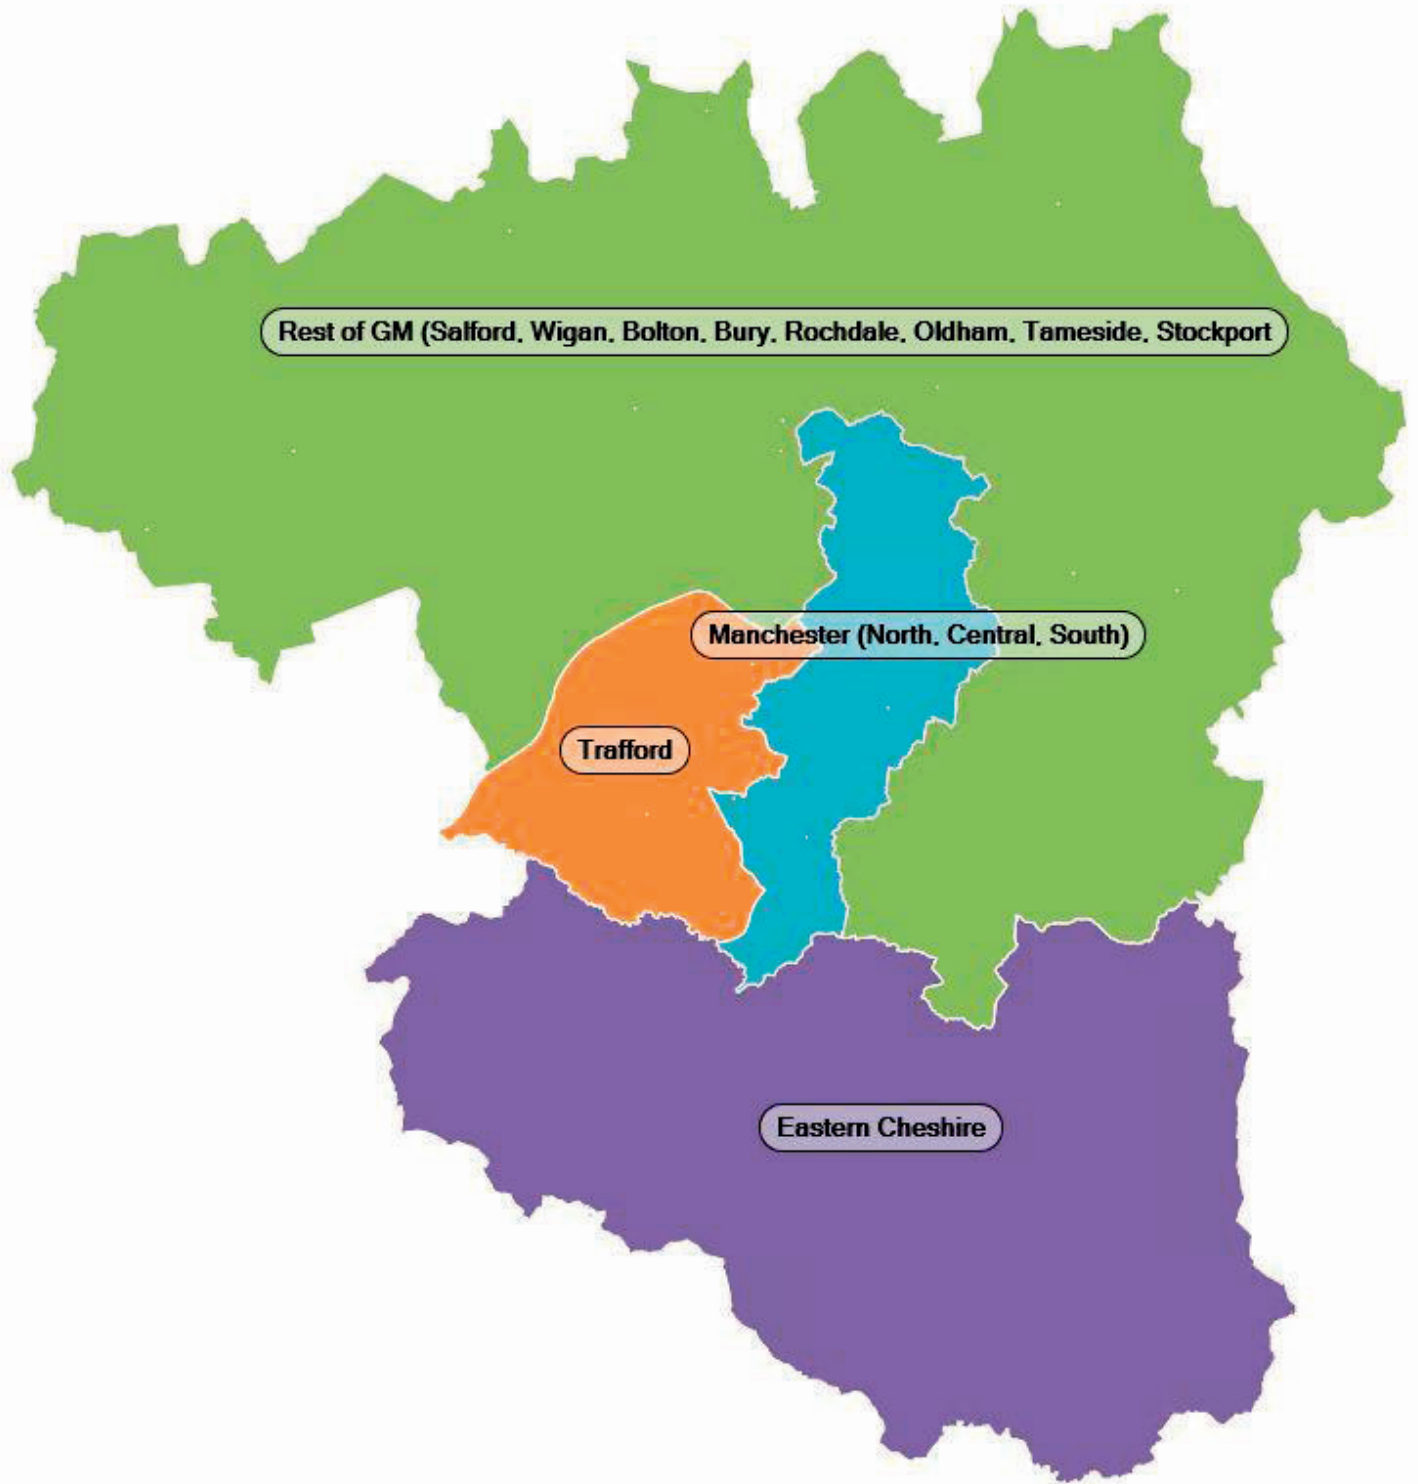 Rest of GM (Salford, Wigan, Bolton, Bury, Rochdale, Oldham, Tameside, Stockport
Manchester (North, Central, South)
Trafford
Eastern Cheshire